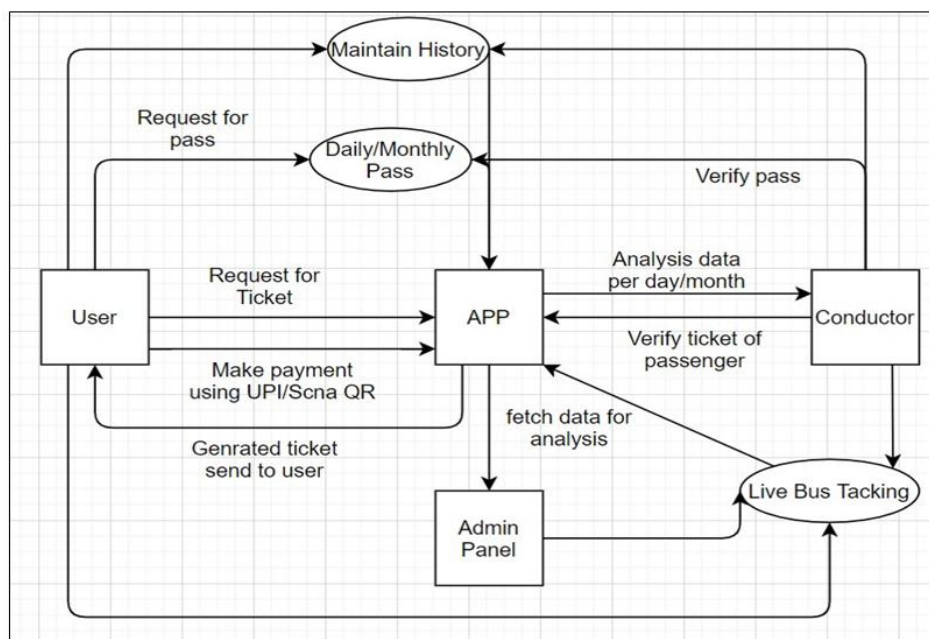 Maintain History
Request for
pass
Daily/Monthly
Pass
Verify pass
Request for
Ticket
Analysis data
per day/month
User
APP
Conductor
Verify ticket of
passenger
Make payment
using UPI/Scna QR
fetch data for
analysis
Genrated ticket
send to user
Live Bus Tacking
Admin
Panel